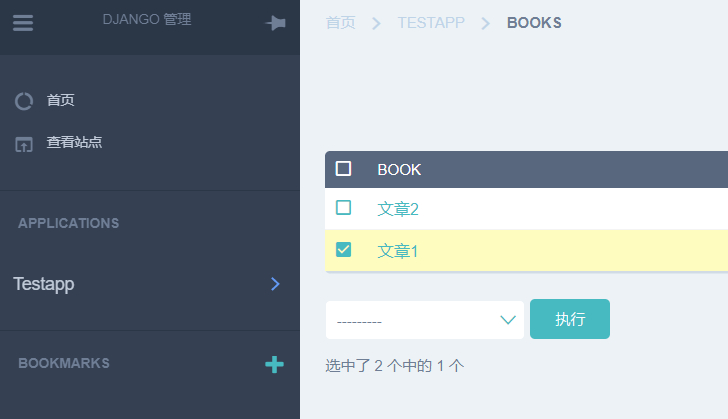 DJANGO 管理
首页
查看站点
APPLICATIONS
Testapp
BOOKMARKS
首页 TESTAPP BOOKS
BOOK
文章2
文章1
--------- 执行
选中了 2 个中的 1 个